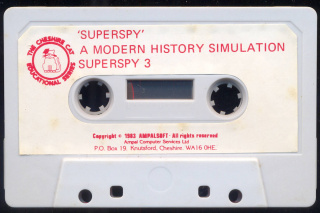 'SUPERSPY'
A MODERN HISTORY SIMULATION
SUPERSPY 3
THE CHESHIRE CAT
EDUCATIONAL SERIES
Copyright © 1983 AMPALSOFT · All rights reserved
Ampal Computer Services Ltd
P.O. Box 19, Knutsford, Cheshire. WA16 0HE.